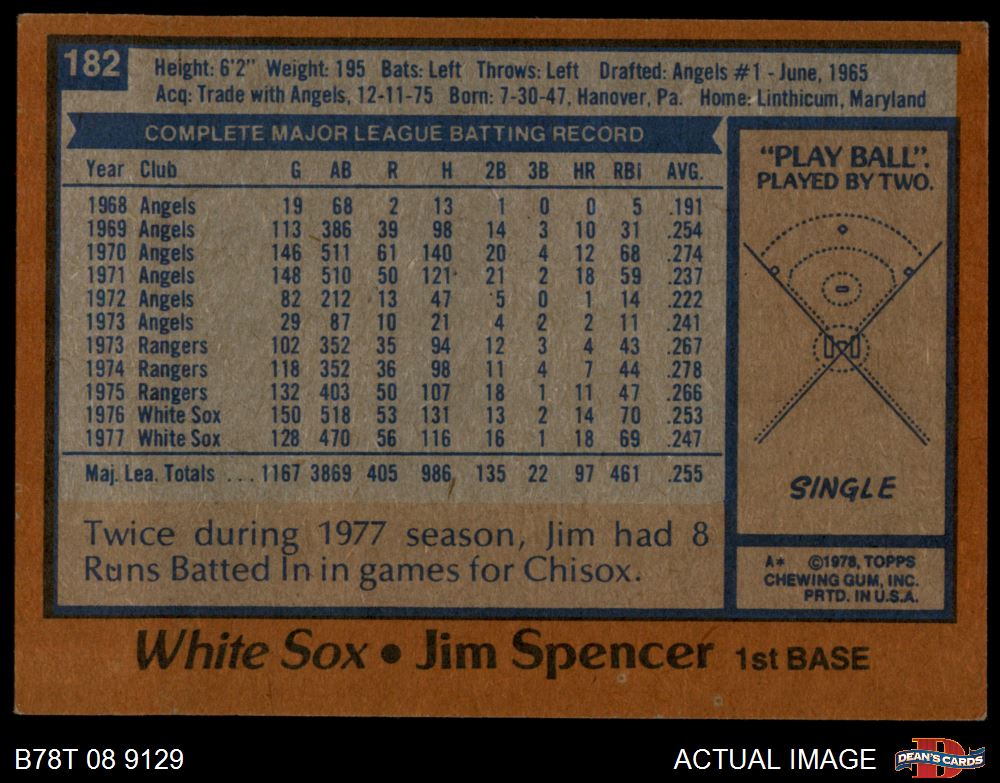 182
Height: 6'2" Weight: 195 Bats: Left Throws: Left Drafted: Angels #1 - June, 1965
Acq: Trade with Angels, 12-11-75 Born: 7-30-47, Hanover, Pa. Home: Linthicum, Maryland
COMPLETE MAJOR LEAGUE BATTING RECORD
Year Club G AB R H 2B 3B HR RBI AVG.
1968 Angels 19 68 2 13 1 0 0 5 .191
1969 Angels 113 386 39 98 14 3 10 31 .254
1970 Angels 146 511 61 140 20 4 12 68 .274
1971 Angels 148 510 50 121 21 2 18 59 .237
1972 Angels 82 212 13 47 5 0 1 14 .222
1973 Angels 29 87 10 21 4 2 2 11 .241
1973 Rangers 102 352 35 94 12 3 4 43 .267
1974 Rangers 118 352 36 98 11 4 7 44 .278
1975 Rangers 132 403 50 107 18 1 11 47 .266
1976 White Sox 150 518 53 131 13 2 14 70 .253
1977 White Sox 128 470 56 116 16 1 18 69 .247
Maj. Lea. Totals ... 1167 3869 405 986 135 22 97 461 .255
Twice during 1977 season, Jim had 8
Runs Batted In in games for Chisox.
"PLAY BALL".
PLAYED BY TWO.
SINGLE
A* ©1978, TOPPS
CHEWING GUM, INC.
PRTD. IN U.S.A.
White Sox • Jim Spencer 1st BASE
B78T 08 9129
ACTUAL IMAGE
D
DEAN'S CARDS